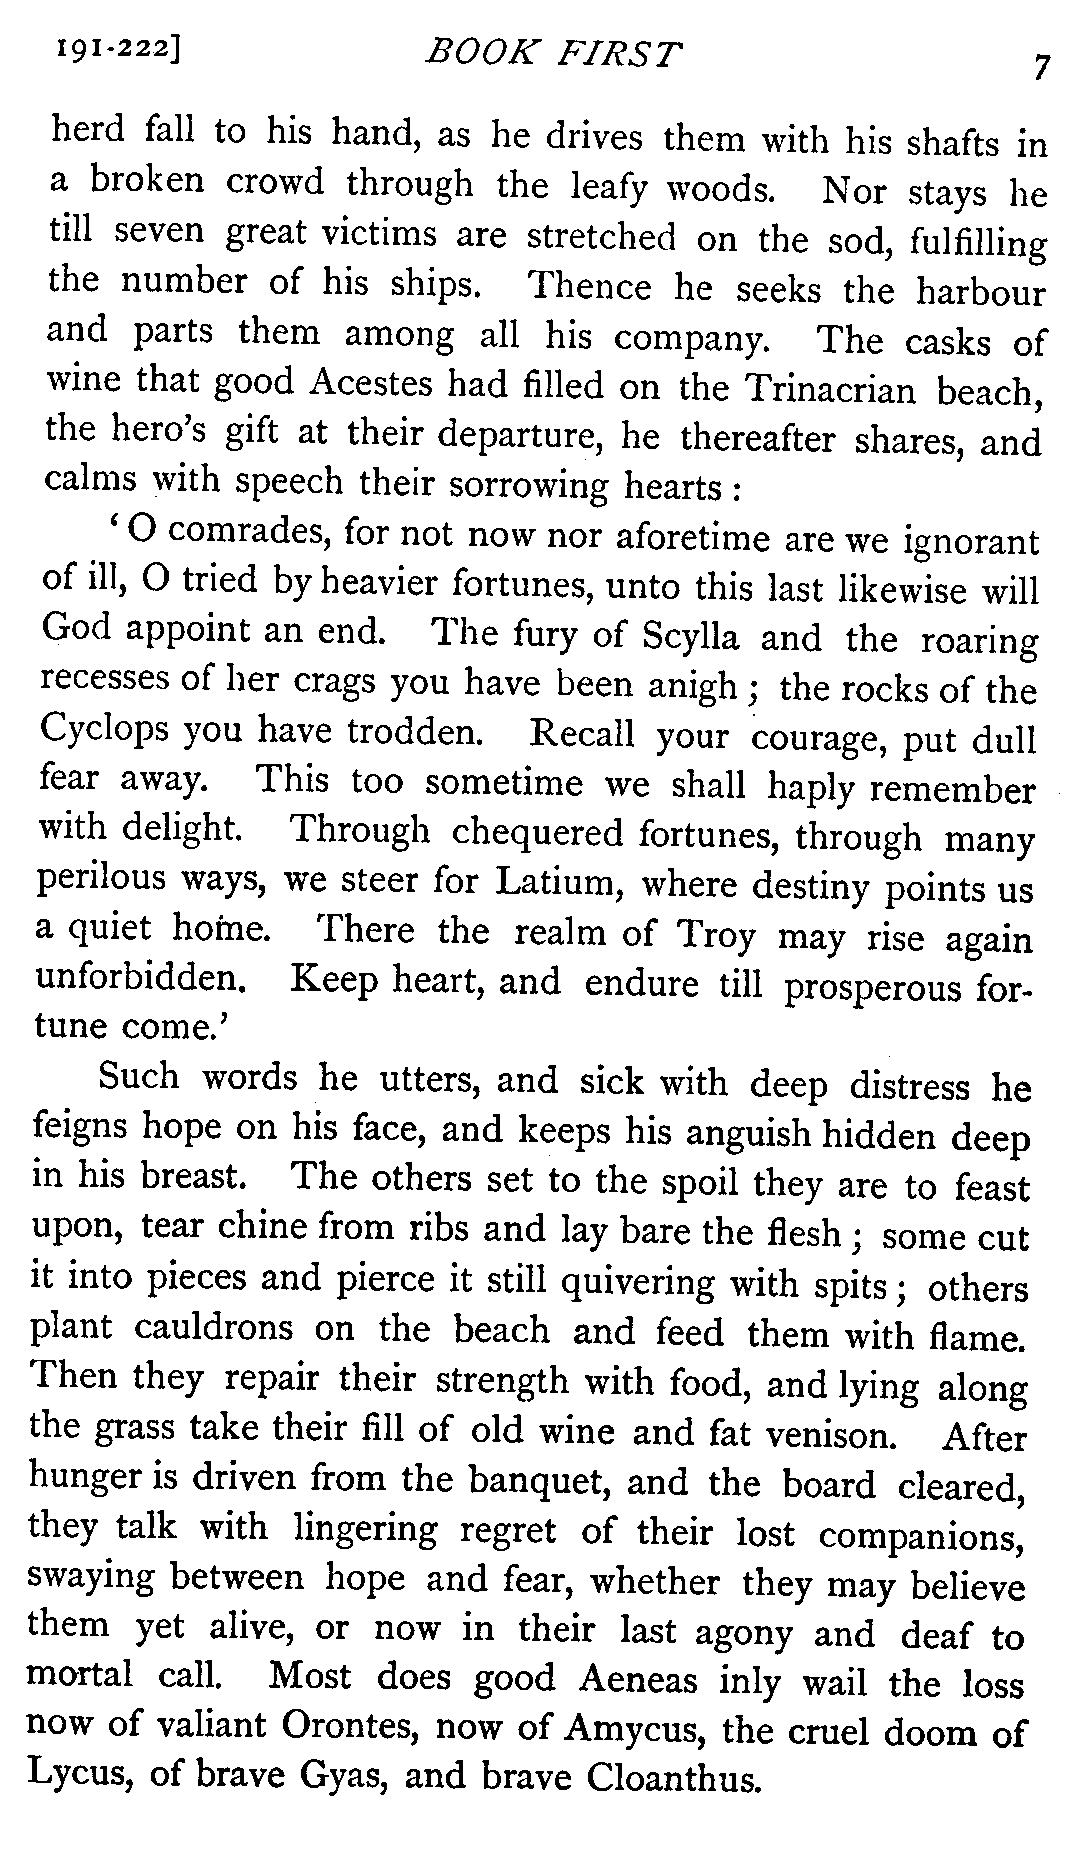 191-222] BOOK FIRST 7
herd fall to his hand, as he drives them with his shafts in
a broken crowd through the leafy woods. Nor stays he
till seven great victims are stretched on the sod, fulfilling
the number of his ships. Thence he seeks the harbour
and parts them among all his company. The casks of
wine that good Acestes had filled on the Trinacrian beach,
the hero's gift at their departure, he thereafter shares, and
calms with speech their sorrowing hearts :
‘O comrades, for not now nor aforetime are we ignorant
of ill, O tried by heavier fortunes, unto this last likewise will
God appoint an end. The fury of Scylla and the roaring
recesses of her crags you have been anigh ; the rocks of the
Cyclops you have trodden. Recall your courage, put dull
fear away. This too sometime we shall haply remember
with delight. Through chequered fortunes, through many
perilous ways, we steer for Latium, where destiny points us
a quiet home. There the realm of Troy may rise again
unforbidden. Keep heart, and endure till prosperous for-
tune come.’
Such words he utters, and sick with deep distress he
feigns hope on his face, and keeps his anguish hidden deep
in his breast. The others set to the spoil they are to feast
upon, tear chine from ribs and lay bare the flesh ; some cut
it into pieces and pierce it still quivering with spits ; others
plant cauldrons on the beach and feed them with flame.
Then they repair their strength with food, and lying along
the grass take their fill of old wine and fat venison. After
hunger is driven from the banquet, and the board cleared,
they talk with lingering regret of their lost companions,
swaying between hope and fear, whether they may believe
them yet alive, or now in their last agony and deaf to
mortal call. Most does good Aeneas inly wail the loss
now of valiant Orontes, now of Amycus, the cruel doom of
Lycus, of brave Gyas, and brave Cloanthus.